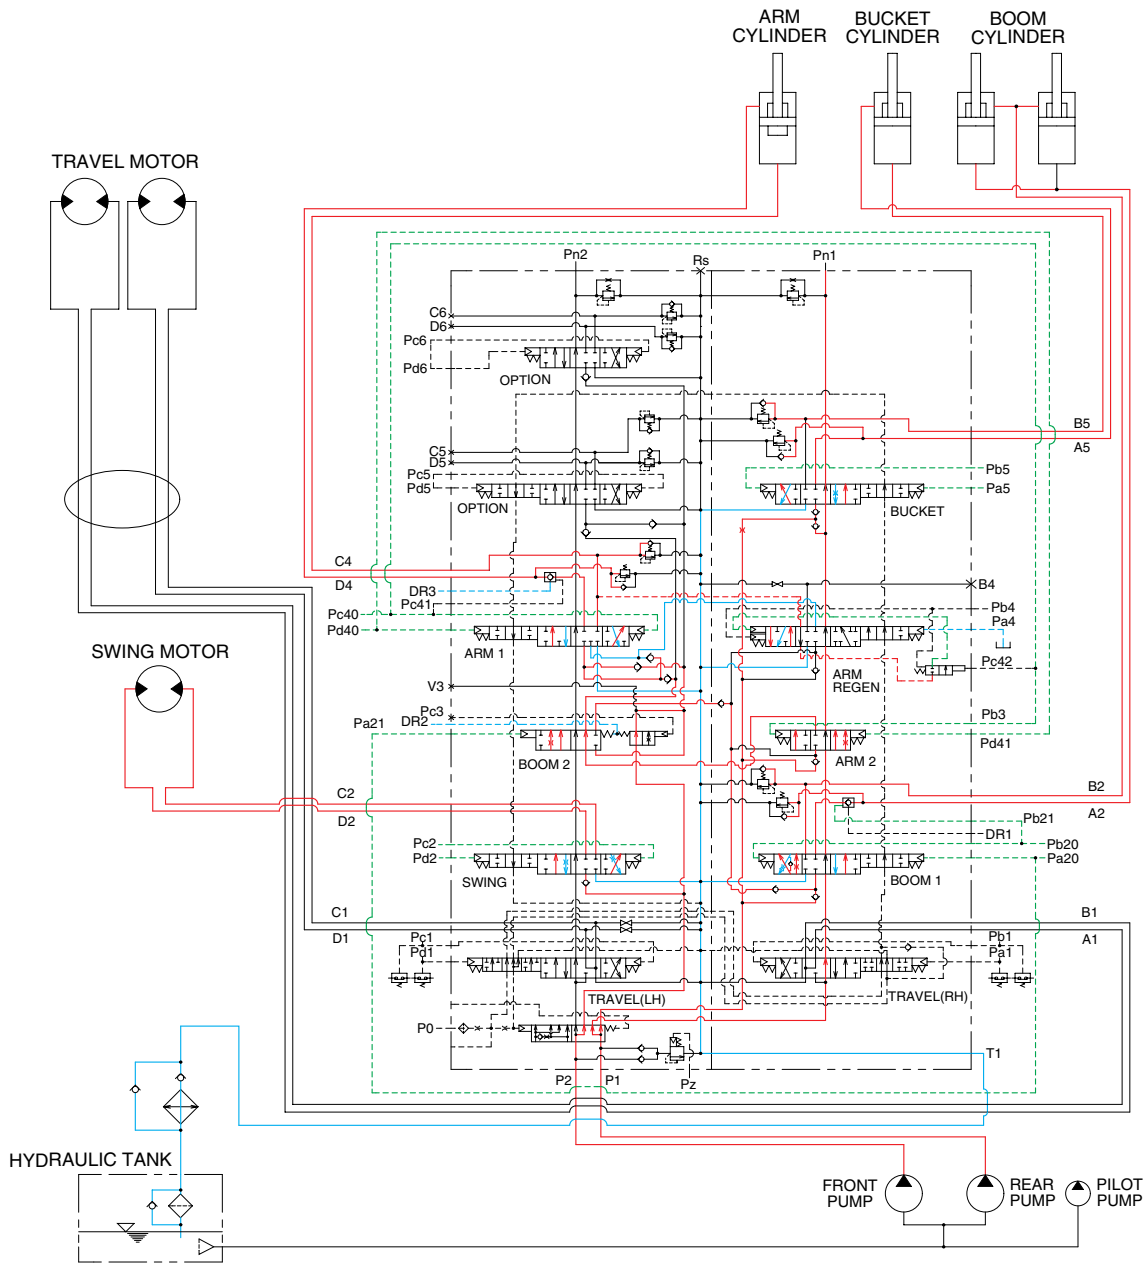 ARM
CYLINDER
BUCKET
CYLINDER
BOOM
CYLINDER
TRAVEL MOTOR
Pn2
Rs
Pn1
C6
D6
Pc6
Pd6
OPTION
B5
A5
C5
D5
Pc5
Pd5
OPTION
Pb5
Pa5
BUCKET
C4
D4
DR3
Pc41
Pc40
Pd40
ARM 1
B4
Pb4
Pa4
Pc42
ARM
REGEN
SWING MOTOR
V3
Pc3
Pa21
DR2
BOOM 2
Pb3
Pd41
ARM 2
C2
D2
B2
A2
Pb21
DR1
Pc2
Pd2
SWING
Pb20
Pa20
BOOM 1
C1
D1
B1
A1
Pc1
Pd1
Pb1
Pa1
TRAVEL(LH)
TRAVEL(RH)
P0
T1
P2
P1
Pz
HYDRAULIC TANK
FRONT
PUMP
REAR
PUMP
PILOT
PUMP